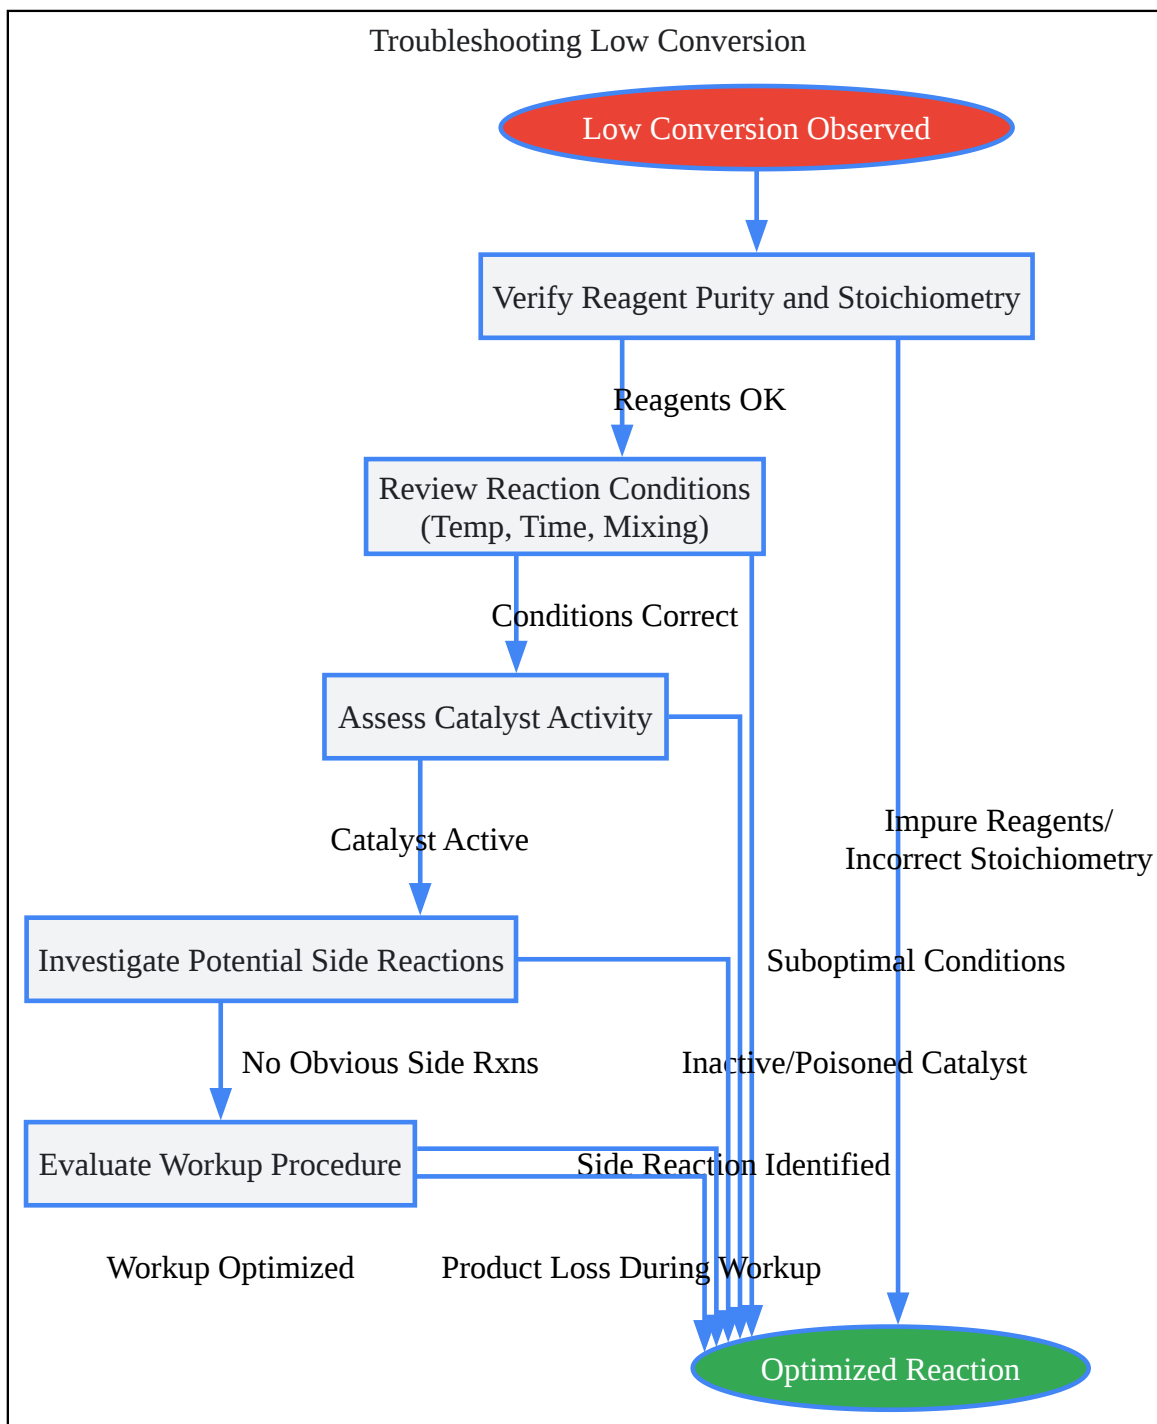 Troubleshooting Low Conversion
Low Conversion Observed
Verify Reagent Purity and Stoichiometry
Reagents OK
Review Reaction Conditions
(Temp, Time, Mixing)
Conditions Correct
Assess Catalyst Activity
Impure Reagents/
Incorrect Stoichiometry
Catalyst Active
Investigate Potential Side Reactions
Suboptimal Conditions
No Obvious Side Rxns
Inactive/Poisoned Catalyst
Evaluate Workup Procedure
Side Reaction Identified
Workup Optimized
Product Loss During Workup
Optimized Reaction